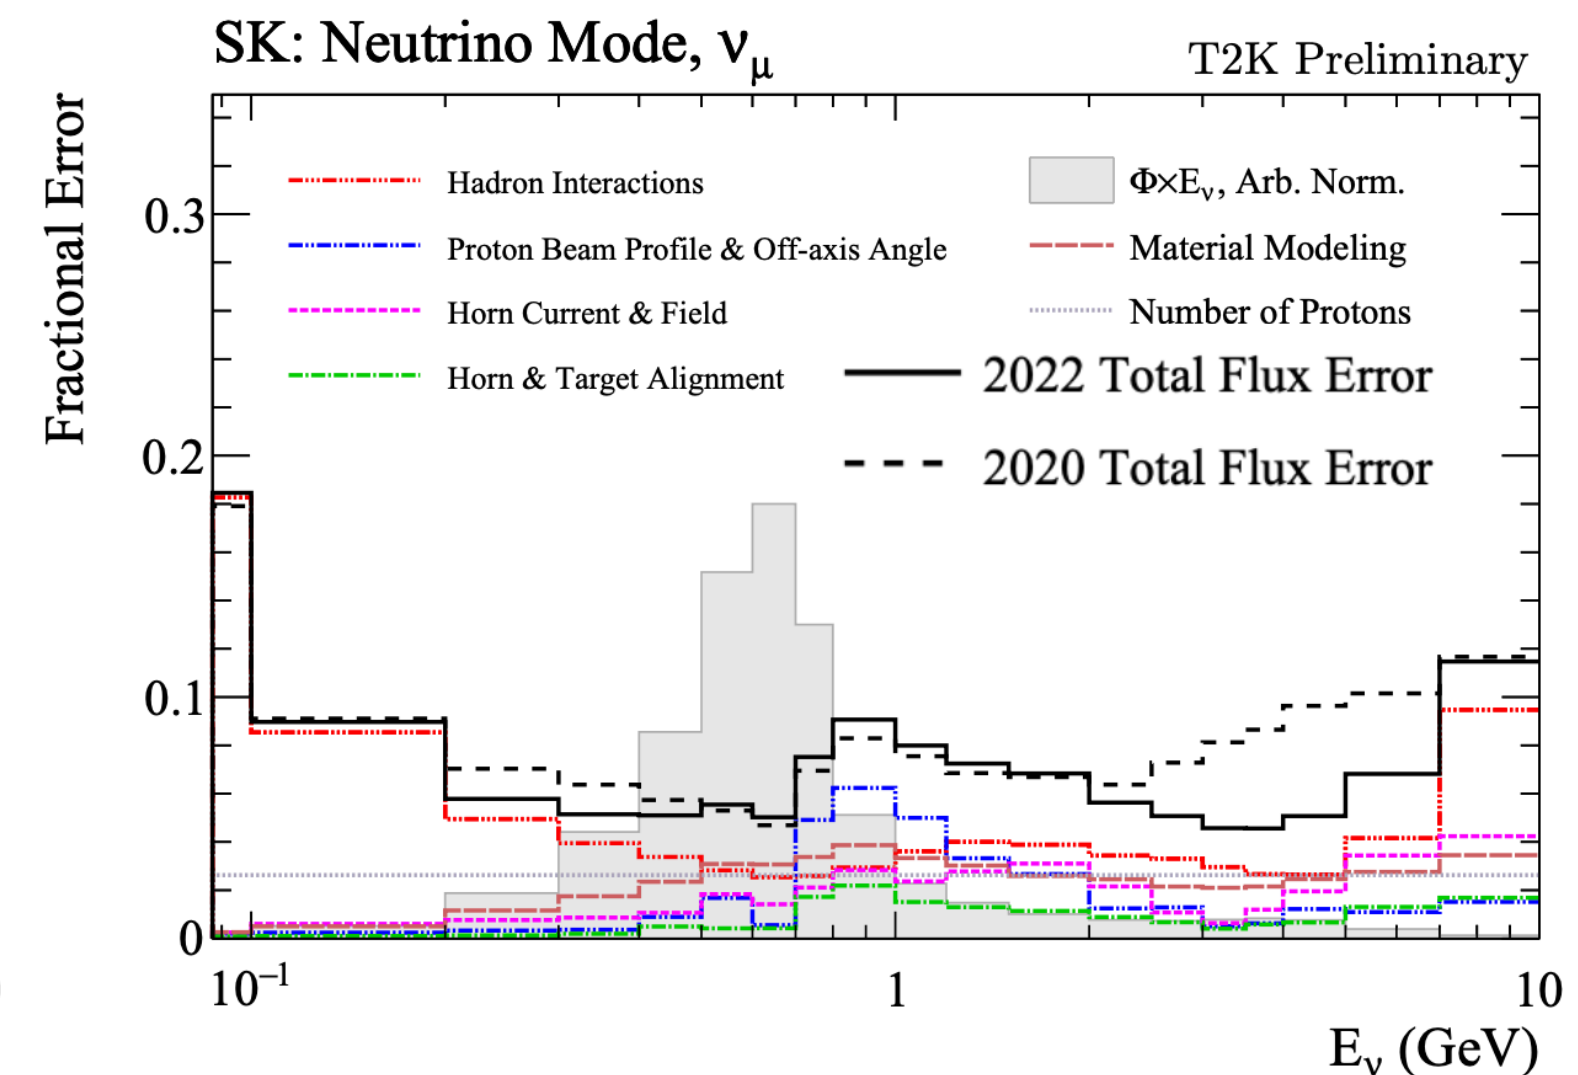 SK: Neutrino Mode, νμ
T2K Preliminary
Fractional Error
Hadron Interactions
Proton Beam Profile & Off-axis Angle
Horn Current & Field
Horn & Target Alignment
Φ×Eν, Arb. Norm.
Material Modeling
Number of Protons
2022 Total Flux Error
2020 Total Flux Error
0.3
0.2
0.1
0
10⁻¹
1
10
Eν (GeV)